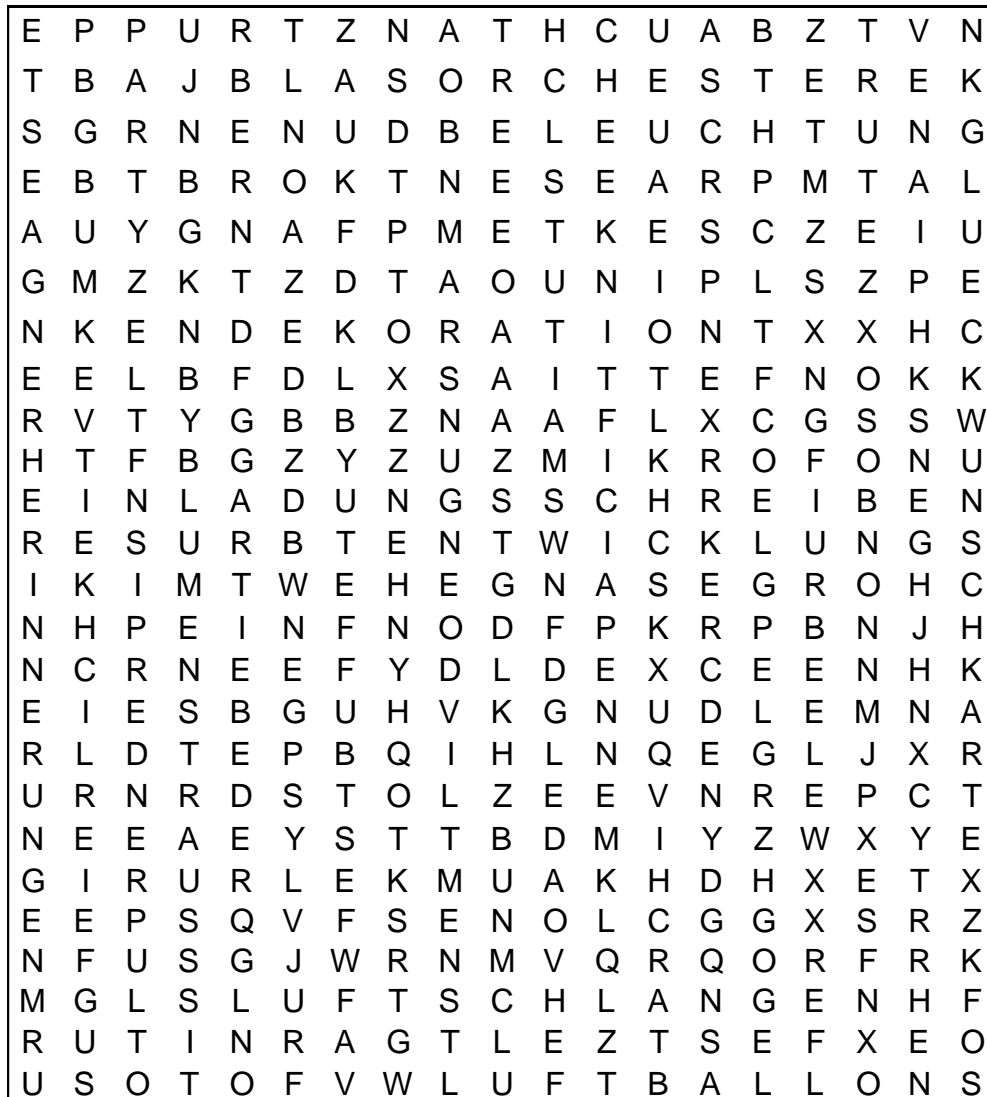 E P P U R T Z N A T H C U A B Z T V N
T B A J B L A S O R C H E S T E R E K
S G R N E N U D B E L E U C H T U N G
E B T B R O K T N E S E A R P M T A L
A U Y G N A F P M E T K E S C Z E I U
G M Z K T Z D T A O U N I P L S Z P E
N K E N D E K O R A T I O N T X X H C
E E L B F D L X S A I T T E F N O K K
R V T Y G B B Z N A A F L X C G S S W
H T F B G Z Y Z U Z M I K R O F O N U
E I N L A D U N G S S C H R E I B E N
R E S U R B T E N T W I C K L U N G S
I K I M T W E H E G N A S E G R O H C
N H P E I N F N O D F P K R P B N J H
N C R N E E F Y D L D E X C E E N H K
E I E S B G U H V K G N U D L E M N A
R L D T E P B Q I H L N Q E G L J X R
U R N R D S T O L Z E E V N R E P C T
N E E A E Y S T T B D M I Y Z W X Y E
G I R U R L E K M U A K H D H X E T X
E E P S Q V F S E N O L C G G X S R Z
N F U S G J W R N M V Q R Q O R F R K
M G L S L U F T S C H L A N G E N H F
R U T I N R A G T L E Z T S E F X E O
U S O T O F V W L U F T B A L L O N S